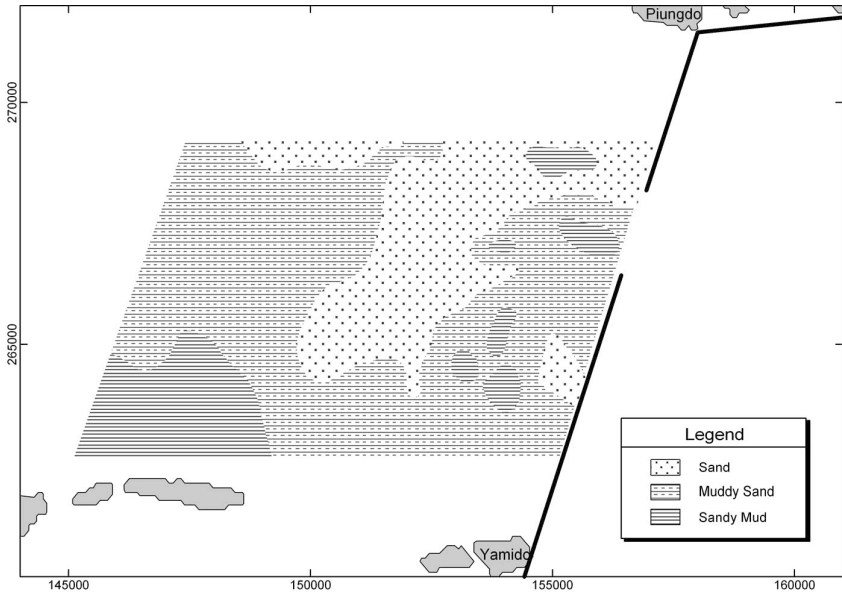 Piungdo
270000
265000
Legend
Sand
Muddy Sand
Sandy Mud
Yamido
145000
150000
155000
160000